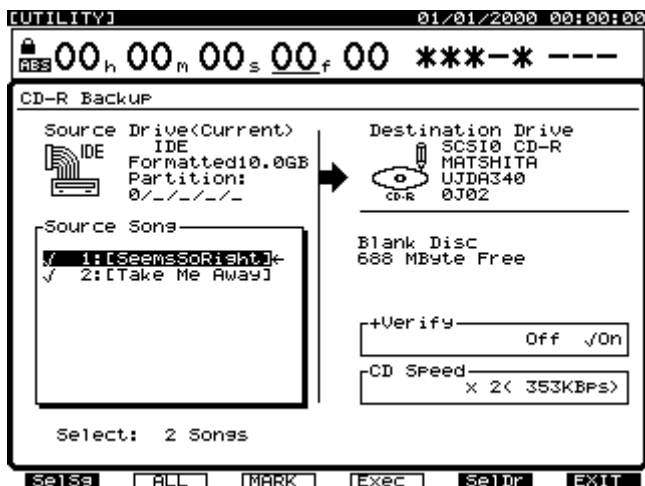 [UTILITY] 01/01/2000 00:00:00
ABS 00h 00m 00s 00f 00 ***-* ---
CD-R Backup
Source Drive(Current)
IDE
IDE
Formatted10.0GB
Partition:
0/_/_/_/_
Destination Drive
SCSI0 CD-R
MATSHITA
UJDA340
0J02
CD-R
Source Song
√ 1:[SeemsSoRight]←
√ 2:[Take Me Away]
Select: 2 Songs
Blank Disc
688 MByte Free
+Verify
Off √On
CD Speed
x 2( 353KBps)
SelSg ALL MARK Exec SelDr EXIT